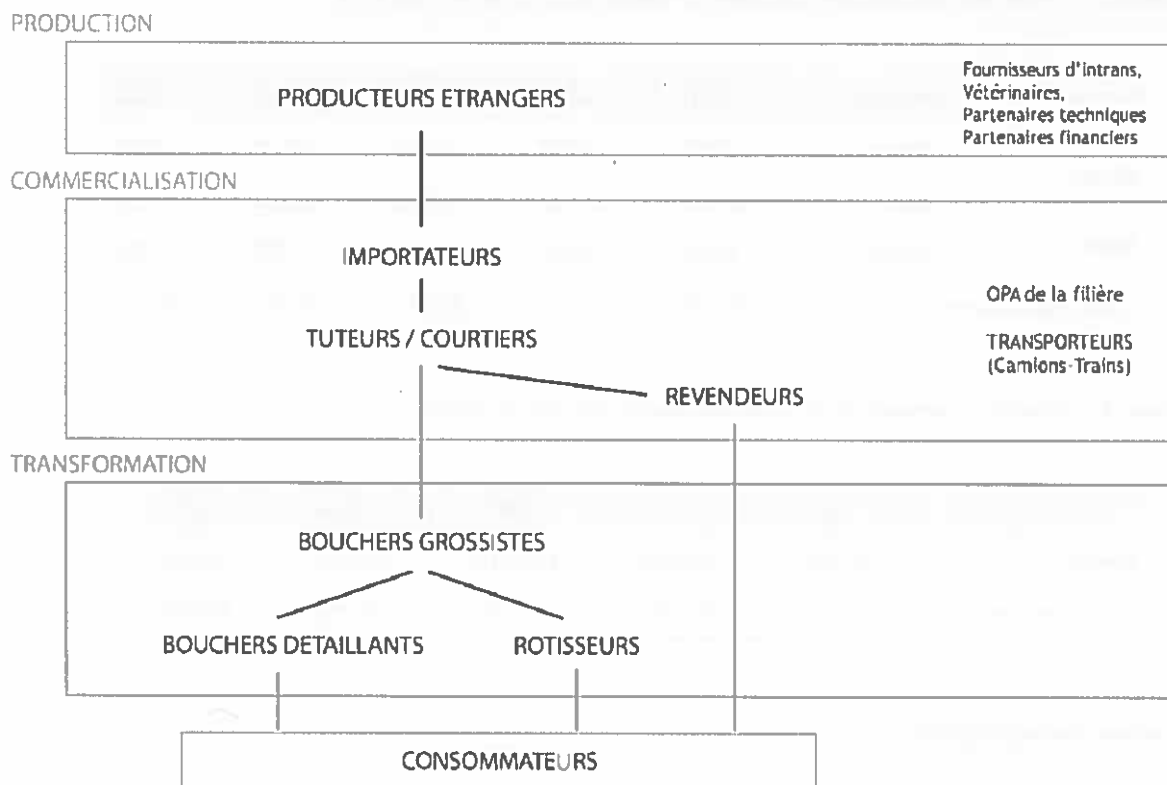 PRODUCTION
PRODUCTEURS ETRANGERS
Fournisseurs d'intrans,
Vétérinaires,
Partenaires techniques
Partenaires financiers
COMMERCIALISATION
IMPORTATEURS
TUTEURS / COURTIERS
REVENDEURS
OPA de la filière
TRANSPORTEURS
(Camions-Trains)
TRANSFORMATION
BOUCHERS GROSSISTES
BOUCHERS DETAILLANTS
ROTISSEURS
CONSOMMATEURS